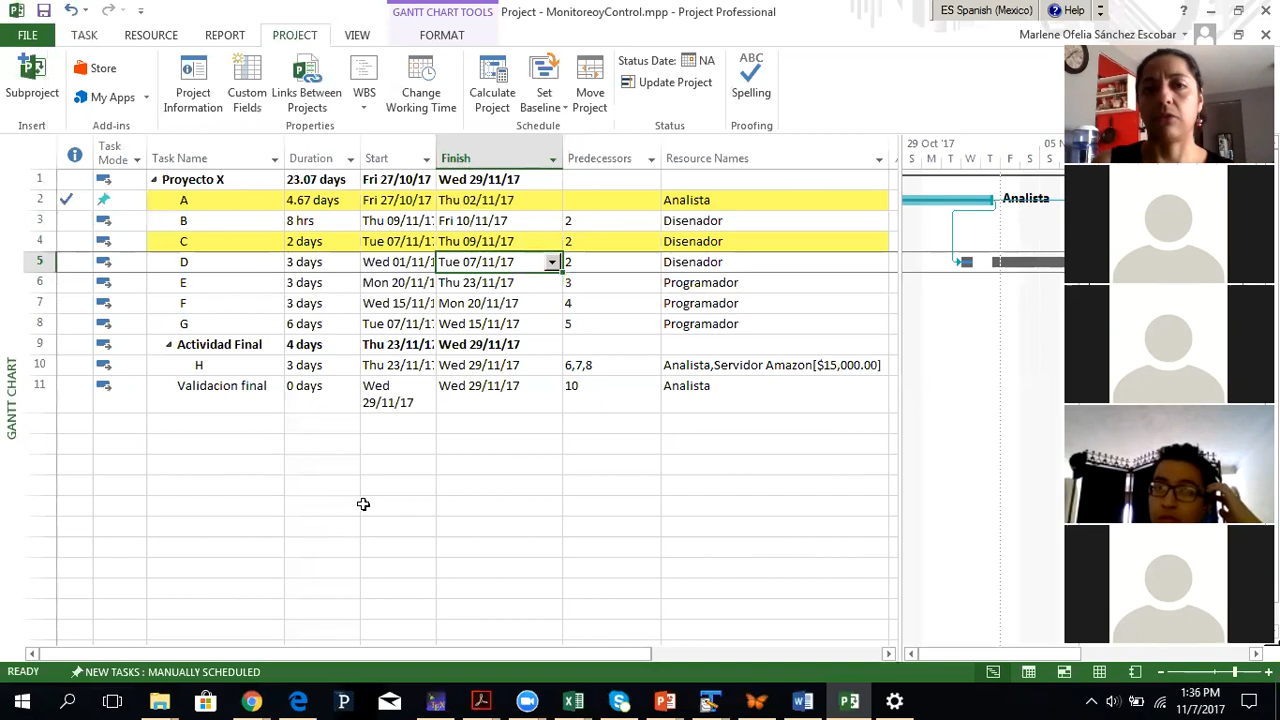 GANTT CHART TOOLS
Project - MonitoreoyControl.mpp - Project Professional
ES Spanish (Mexico)
Help
FILE TASK RESOURCE REPORT PROJECT VIEW FORMAT
Marlene Ofelia Sánchez Escobar
Subproject
Store
My Apps
Project Information
Custom Fields
Links Between Projects
WBS
Change Working Time
Calculate Project
Set Baseline
Move Project
Status Date: NA
Update Project
ABC
Spelling
Insert Add-ins Properties Schedule Status Proofing
Task Mode Task Name Duration Start Finish Predecessors Resource Names
29 Oct '17 05 N
S M T W T F S S
1 Proyecto X 23.07 days Fri 27/10/17 Wed 29/11/17
2 A 4.67 days Fri 27/10/17 Thu 02/11/17 Analista
Analista
3 B 8 hrs Thu 09/11/1 Fri 10/11/17 2 Disenador
4 C 2 days Tue 07/11/1 Thu 09/11/17 2 Disenador
5 D 3 days Wed 01/11/1 Tue 07/11/17 2 Disenador
6 E 3 days Mon 20/11/1 Thu 23/11/17 3 Programador
7 F 3 days Wed 15/11/1 Mon 20/11/17 4 Programador
8 G 6 days Tue 07/11/1 Wed 15/11/17 5 Programador
9 Actividad Final 4 days Thu 23/11/1 Wed 29/11/17
10 H 3 days Thu 23/11/1 Wed 29/11/17 6,7,8 Analista,Servidor Amazon[$15,000.00]
11 Validacion final 0 days Wed 29/11/17 Wed 29/11/17 10 Analista
GANTT CHART
READY NEW TASKS : MANUALLY SCHEDULED
1:36 PM
11/7/2017